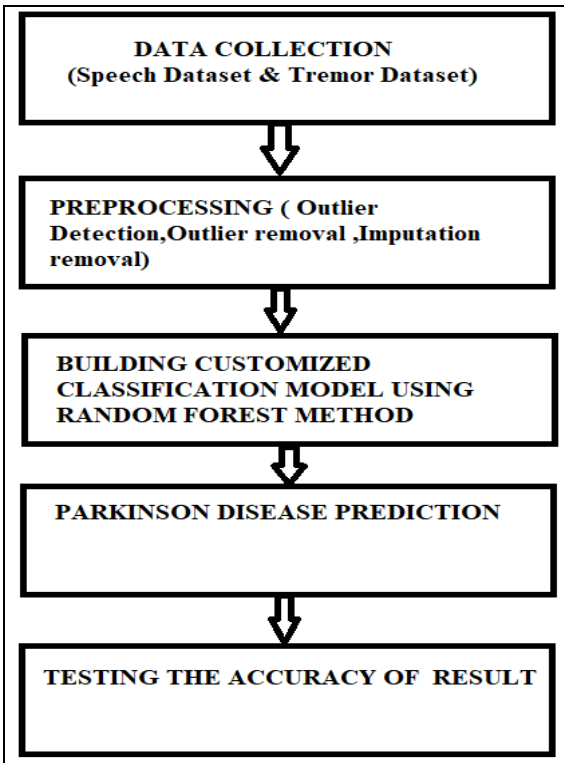 DATA COLLECTION
(Speech Dataset & Tremor Dataset)
PREPROCESSING ( Outlier
Detection,Outlier removal ,Imputation
removal)
BUILDING CUSTOMIZED
CLASSIFICATION MODEL USING
RANDOM FOREST METHOD
PARKINSON DISEASE PREDICTION
TESTING THE ACCURACY OF RESULT